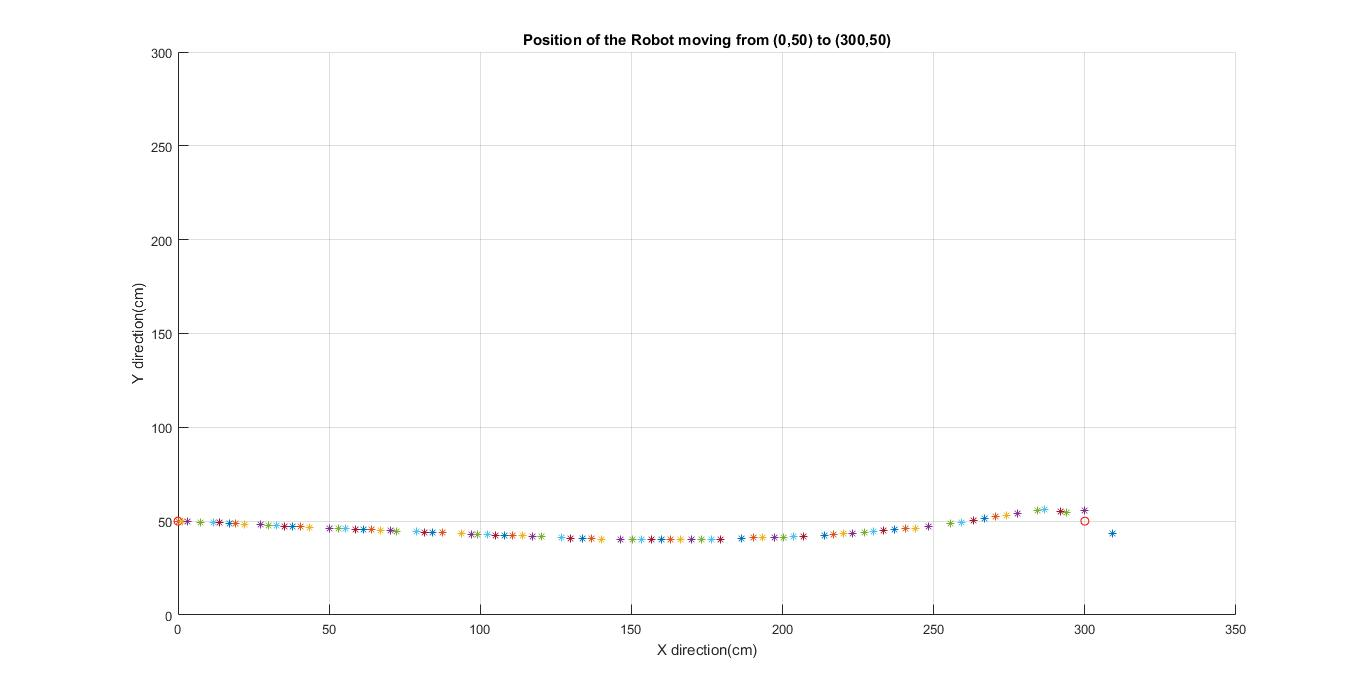 Position of the Robot moving from (0,50) to (300,50)
300
250
200
150
100
50
0
Y direction(cm)
0 50 100 150 200 250 300 350
X direction(cm)